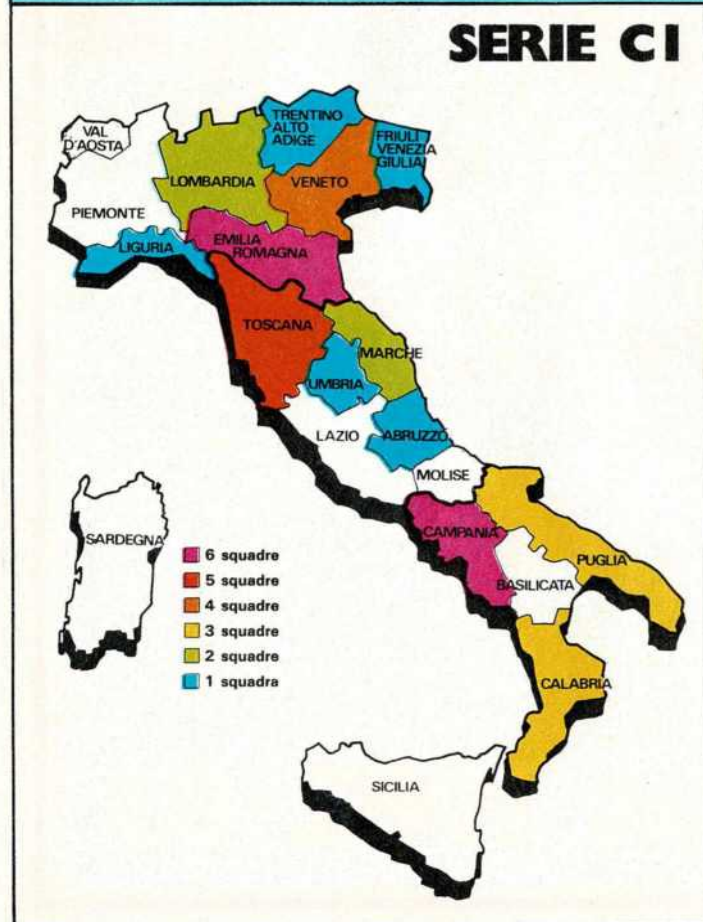 SERIE C1
VAL
D'AOSTA
PIEMONTE
LOMBARDIA
TRENTINO
ALTO
ADIGE
FRIULI
VENEZIA
GIULIA
VENETO
LIGURIA
EMILIA
ROMAGNA
TOSCANA
MARCHE
UMBRIA
LAZIO
ABRUZZO
MOLISE
CAMPANIA
PUGLIA
BASILICATA
CALABRIA
SARDEGNA
SICILIA
6 squadre
5 squadre
4 squadre
3 squadre
2 squadre
1 squadra